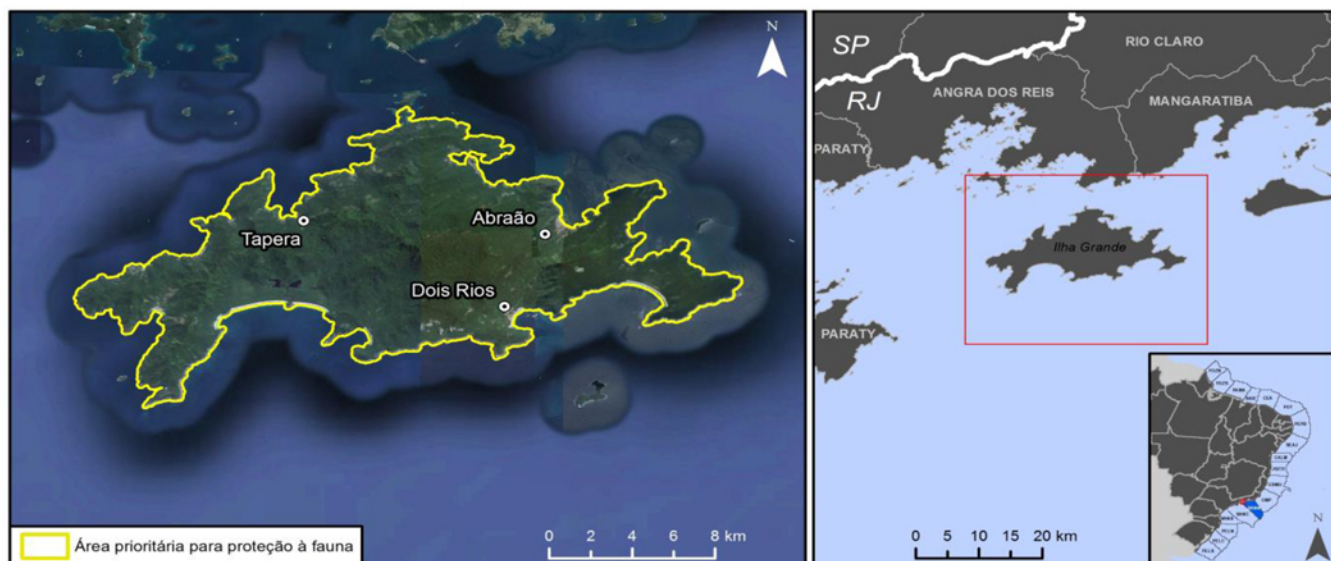 N
Tapera
Abraão
Dois Rios
Área prioritária para proteção à fauna
0 2 4 6 8 km
SP
RIO CLARO
RJ
ANGRA DOS REIS
MANGARATIBA
PARATY
Ilha Grande
PARATY
0 5 10 15 20 km
N